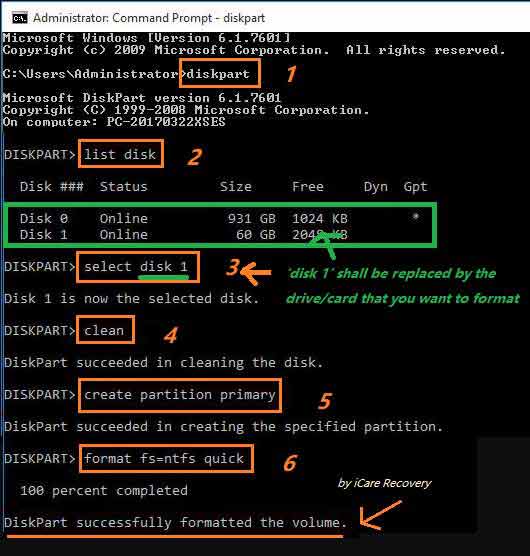 Administrator: Command Prompt - diskpart
Microsoft Windows [Version 6.1.7601]
Copyright (c) 2009 Microsoft Corporation.  All rights reserved.
C:\Users\Administrator>diskpart
1
Microsoft DiskPart version 6.1.7601
Copyright (C) 1999-2008 Microsoft Corporation.
On computer: PC-20170322XSES
DISKPART> list disk
2
Disk ###  Status  Size  Free  Dyn  Gpt
Disk 0  Online  931 GB  1024 KB  *
Disk 1  Online  60 GB  2048 KB
DISKPART> select disk 1
3
'disk 1' shall be replaced by the
drive/card that you want to format
Disk 1 is now the selected disk.
DISKPART> clean
4
DiskPart succeeded in cleaning the disk.
DISKPART> create partition primary
5
DiskPart succeeded in creating the specified partition.
DISKPART> format fs=ntfs quick
6
100 percent completed
by iCare Recovery
DiskPart successfully formatted the volume.